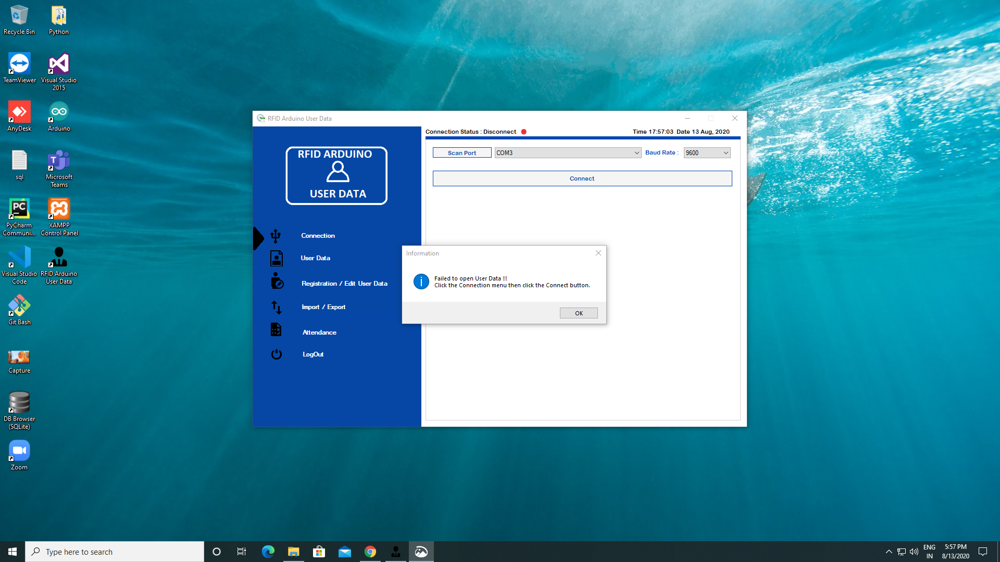 Recycle Bin
Python
TeamViewer
Visual Studio
2015
AnyDesk
Arduino
sql
Microsoft
Teams
PyCharm
Communi...
XAMPP
Control Panel
Visual Studio
Code
RFID Arduino
User Data
Git Bash
Capture
DB Browser
(SQLite)
Zoom
RFID Arduino User Data
RFID ARDUINO
USER DATA
Connection
User Data
Registration / Edit User Data
Import / Export
Attendance
LogOut
Connection Status : Disconnect
Time 17:57:03 Date 13 Aug, 2020
Scan Port
COM3
Baud Rate :
9600
Connect
Information
Failed to open User Data !!!
Click the Connection menu then click the Connect button.
OK
Type here to search
ENG
IN
5:57 PM
8/13/2020